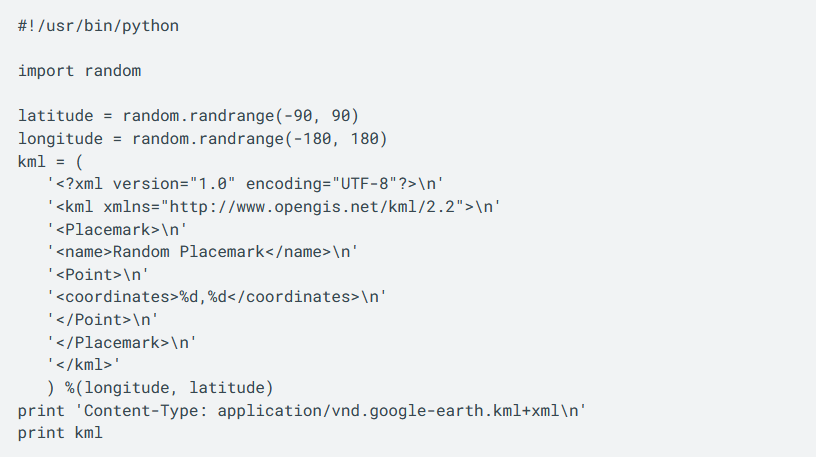 #!/usr/bin/python

import random

latitude = random.randrange(-90, 90)
longitude = random.randrange(-180, 180)
kml = (
   '<?xml version="1.0" encoding="UTF-8"?>\n'
   '<kml xmlns="http://www.opengis.net/kml/2.2">\n'
   '<Placemark>\n'
   '<name>Random Placemark</name>\n'
   '<Point>\n'
   '<coordinates>%d,%d</coordinates>\n'
   '</Point>\n'
   '</Placemark>\n'
   '</kml>'
   ) %(longitude, latitude)
print 'Content-Type: application/vnd.google-earth.kml+xml\n'
print kml